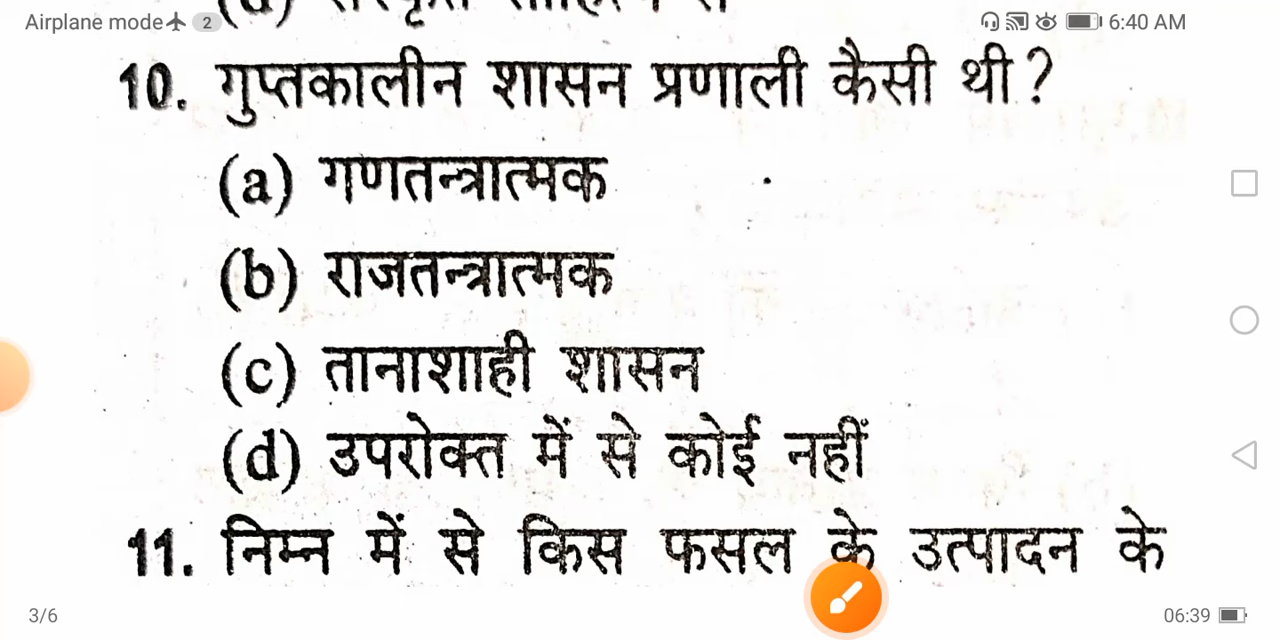 Airplane mode 2 6:40 AM
10. गुप्तकालीन शासन प्रणाली कैसी थी?
(a) गणतन्त्रात्मक
(b) राजतन्त्रात्मक
(c) तानाशाही शासन
(d) उपरोक्त में से कोई नहीं
11. निम्न में से किस फसल के उत्पादन के
3/6 06:39